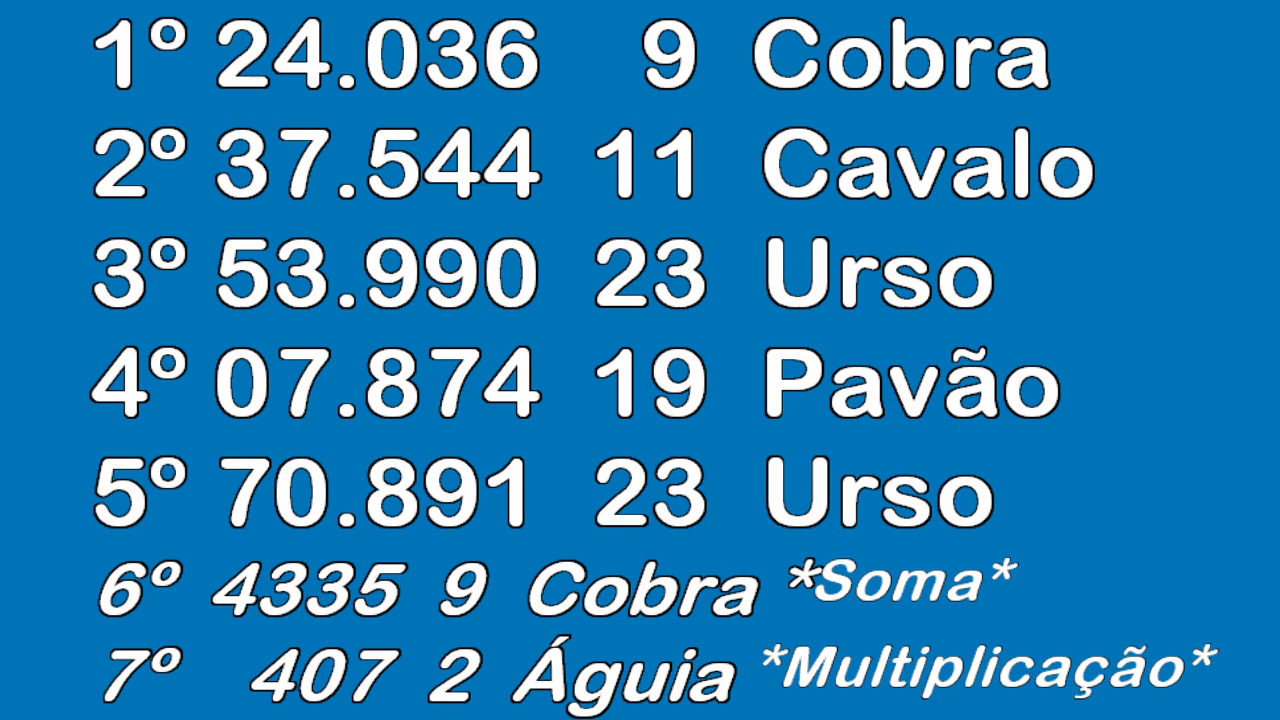 1º 24.036 9 Cobra
2º 37.544 11 Cavalo
3º 53.990 23 Urso
4º 07.874 19 Pavão
5º 70.891 23 Urso
6º 4335 9 Cobra *Soma*
7º 407 2 Águia *Multiplicação*